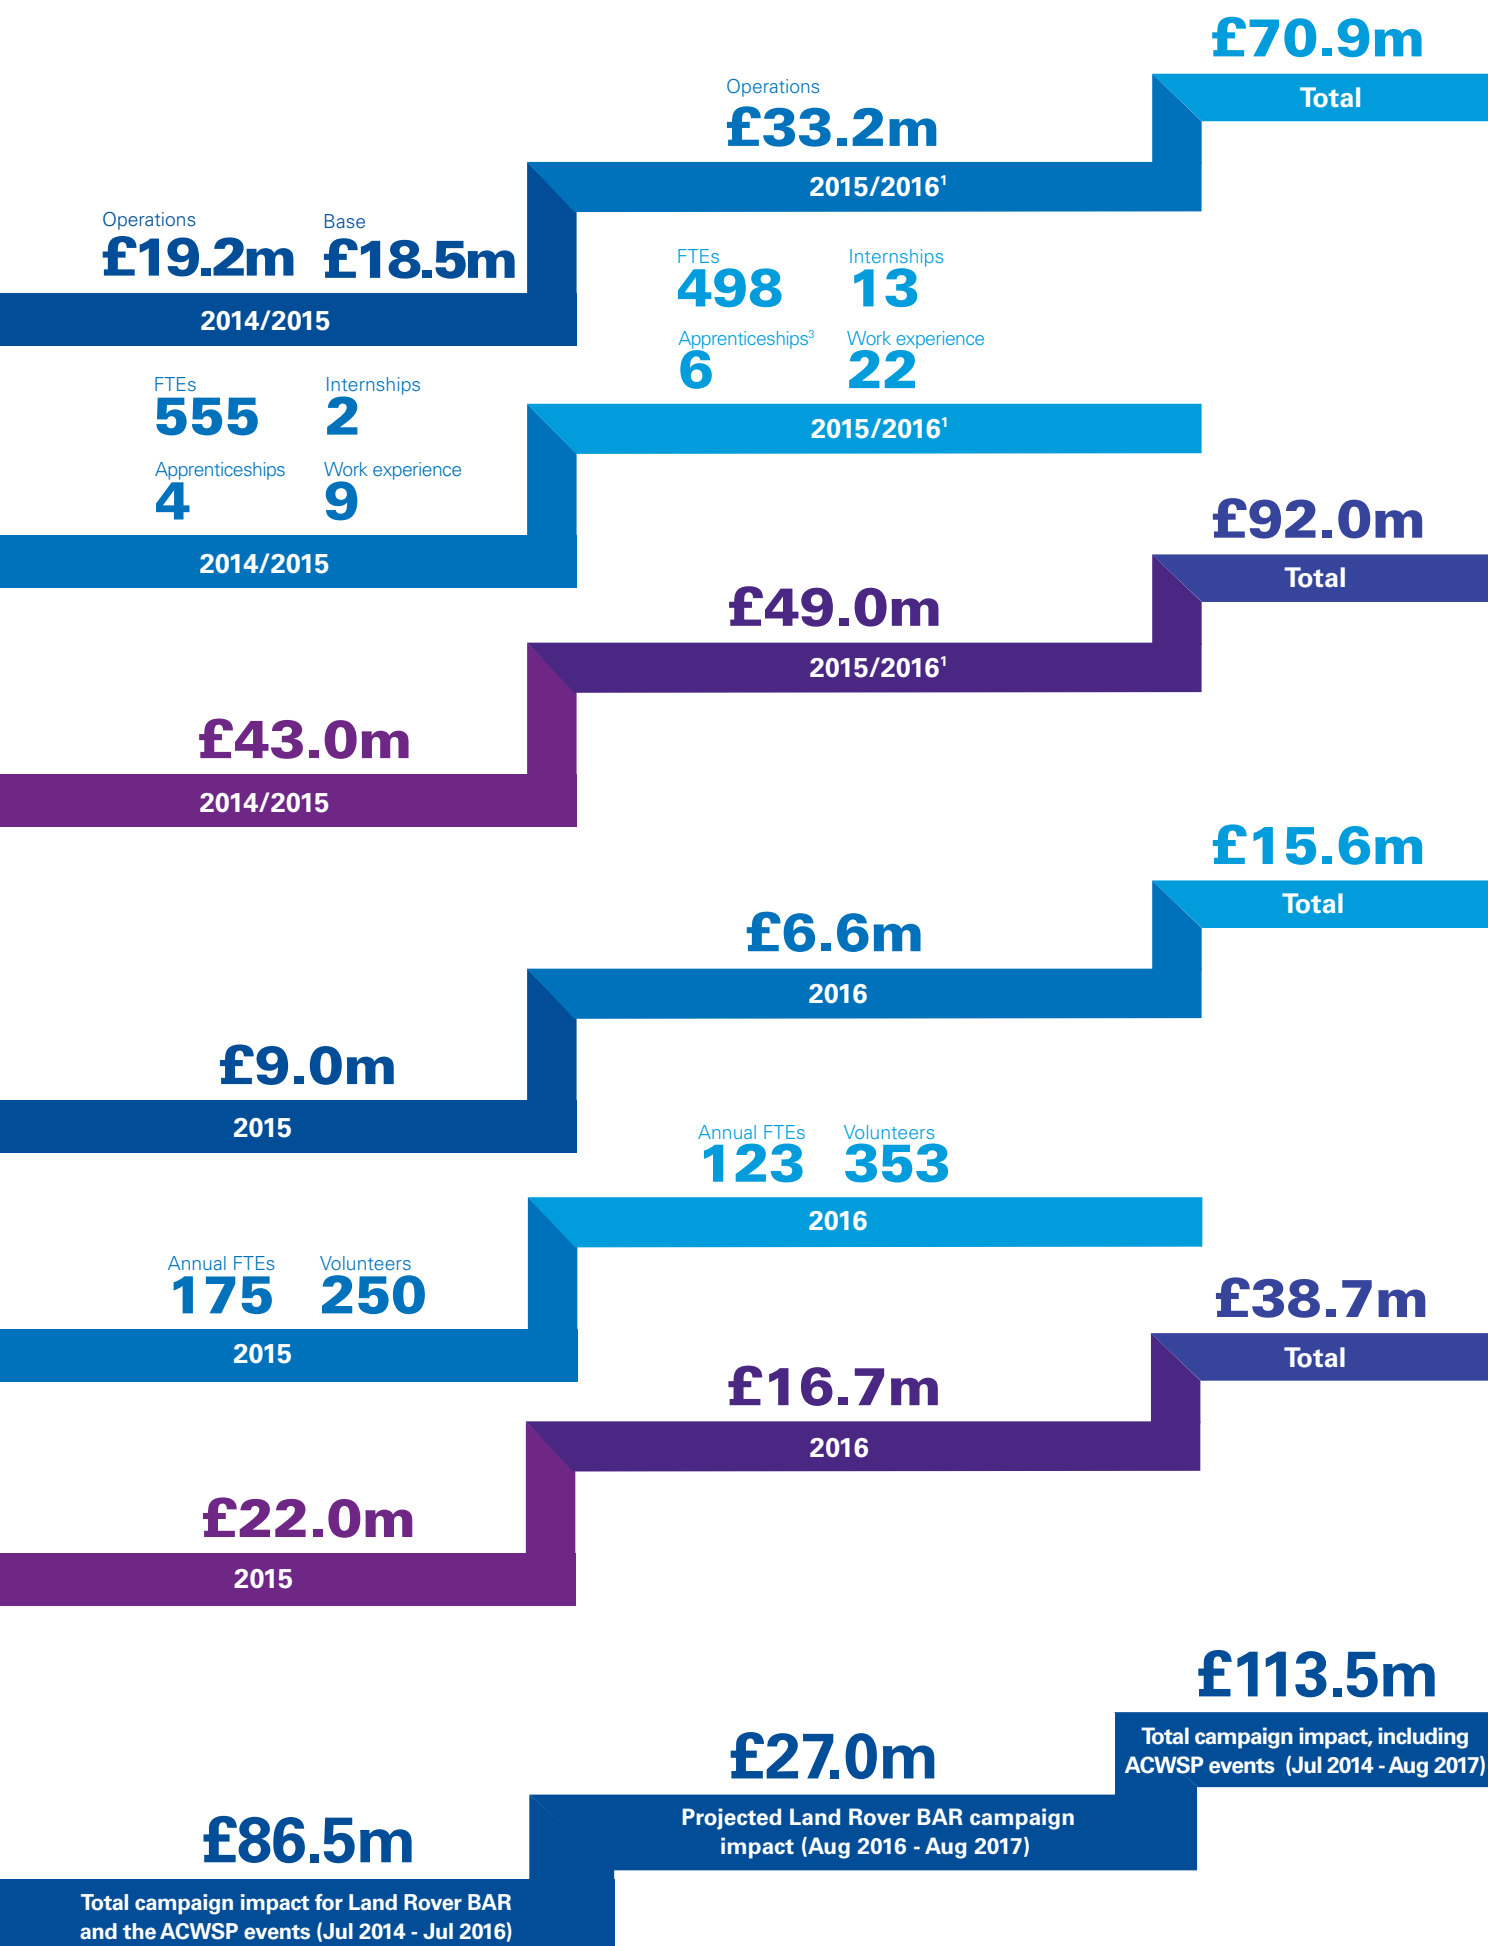 £70.9m
Total
Operations
£33.2m
2015/2016¹
Operations Base
£19.2m £18.5m
2014/2015
FTEs Internships
498 13
Apprenticeships³ Work experience
6 22
2015/2016¹
FTEs Internships
555 2
Apprenticeships Work experience
4 9
2014/2015
£92.0m
Total
£49.0m
2015/2016¹
£43.0m
2014/2015
£15.6m
Total
£6.6m
2016
£9.0m
2015
Annual FTEs Volunteers
123 353
2016
Annual FTEs Volunteers
175 250
2015
£38.7m
Total
£16.7m
2016
£22.0m
2015
£113.5m
Total campaign impact, including
ACWSP events (Jul 2014 - Aug 2017)
£27.0m
Projected Land Rover BAR campaign
impact (Aug 2016 - Aug 2017)
£86.5m
Total campaign impact for Land Rover BAR
and the ACWSP events (Jul 2014 - Jul 2016)